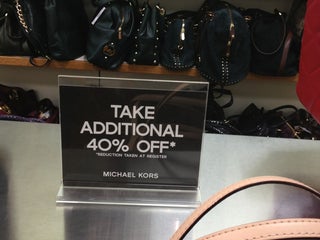 TAKE
ADDITIONAL
40% OFF*
*REDUCTION TAKEN AT REGISTER
MICHAEL KORS